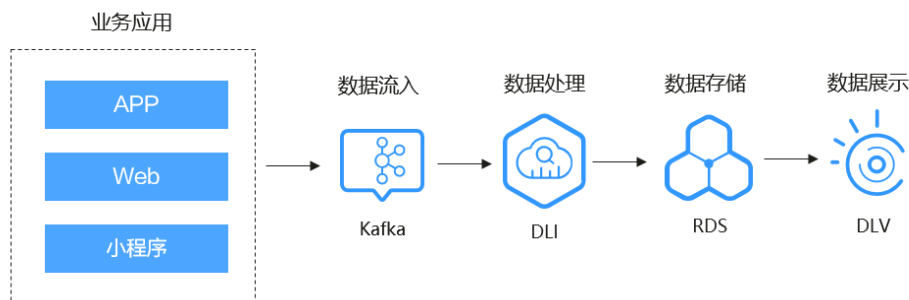 业务应用
APP
Web
小程序
数据流入
Kafka
数据处理
DLI
数据存储
RDS
数据展示
DLV